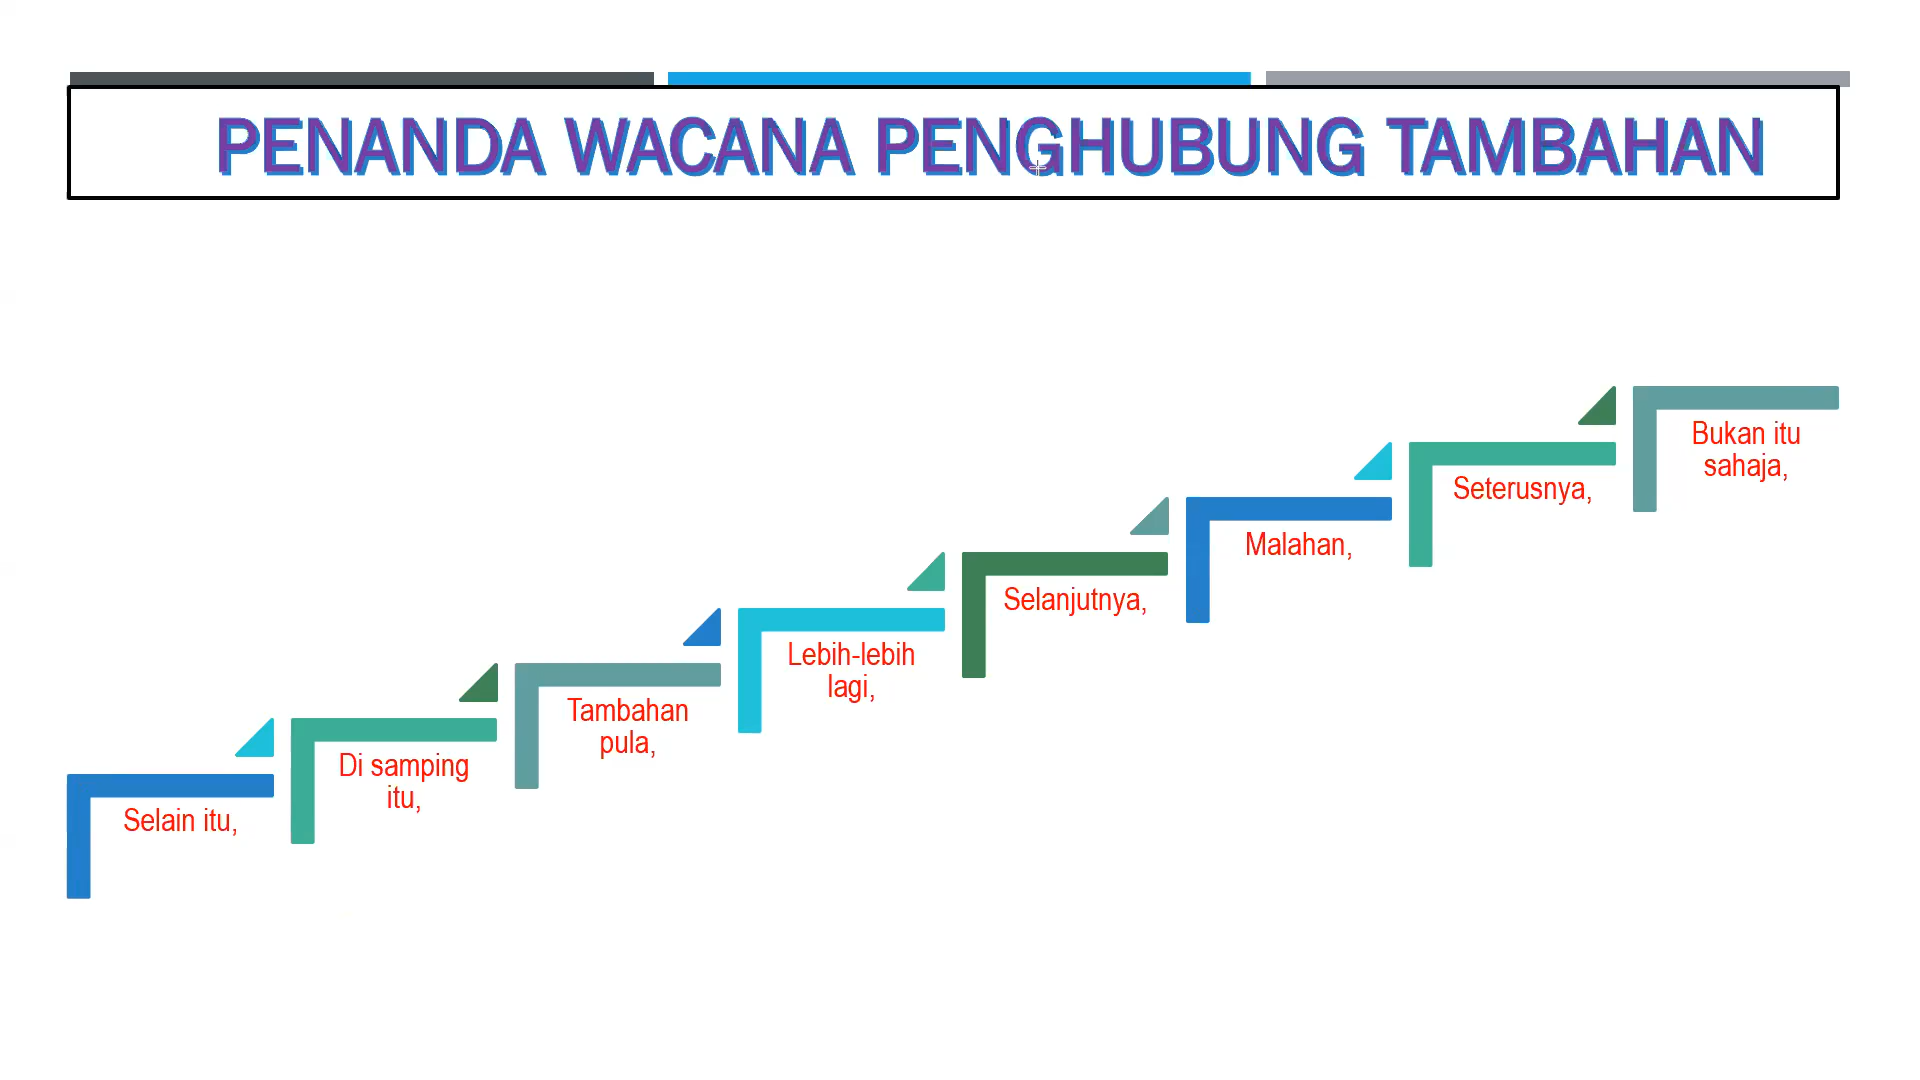 PENANDA WACANA PENGHUBUNG TAMBAHAN
Selain itu,
Di samping
itu,
Tambahan
pula,
Lebih-lebih
lagi,
Selanjutnya,
Malahan,
Seterusnya,
Bukan itu
sahaja,